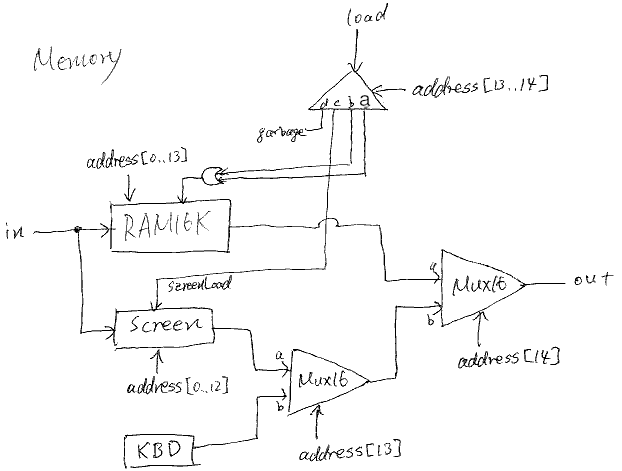 load
Memory
address[13..14]
d c b a
garbage
address[0..13]
in
RAM16K
a
Mux16
out
screenLoad
b
Screen
address[14]
a
Mux16
address[0..12]
b
KBD
address[13]